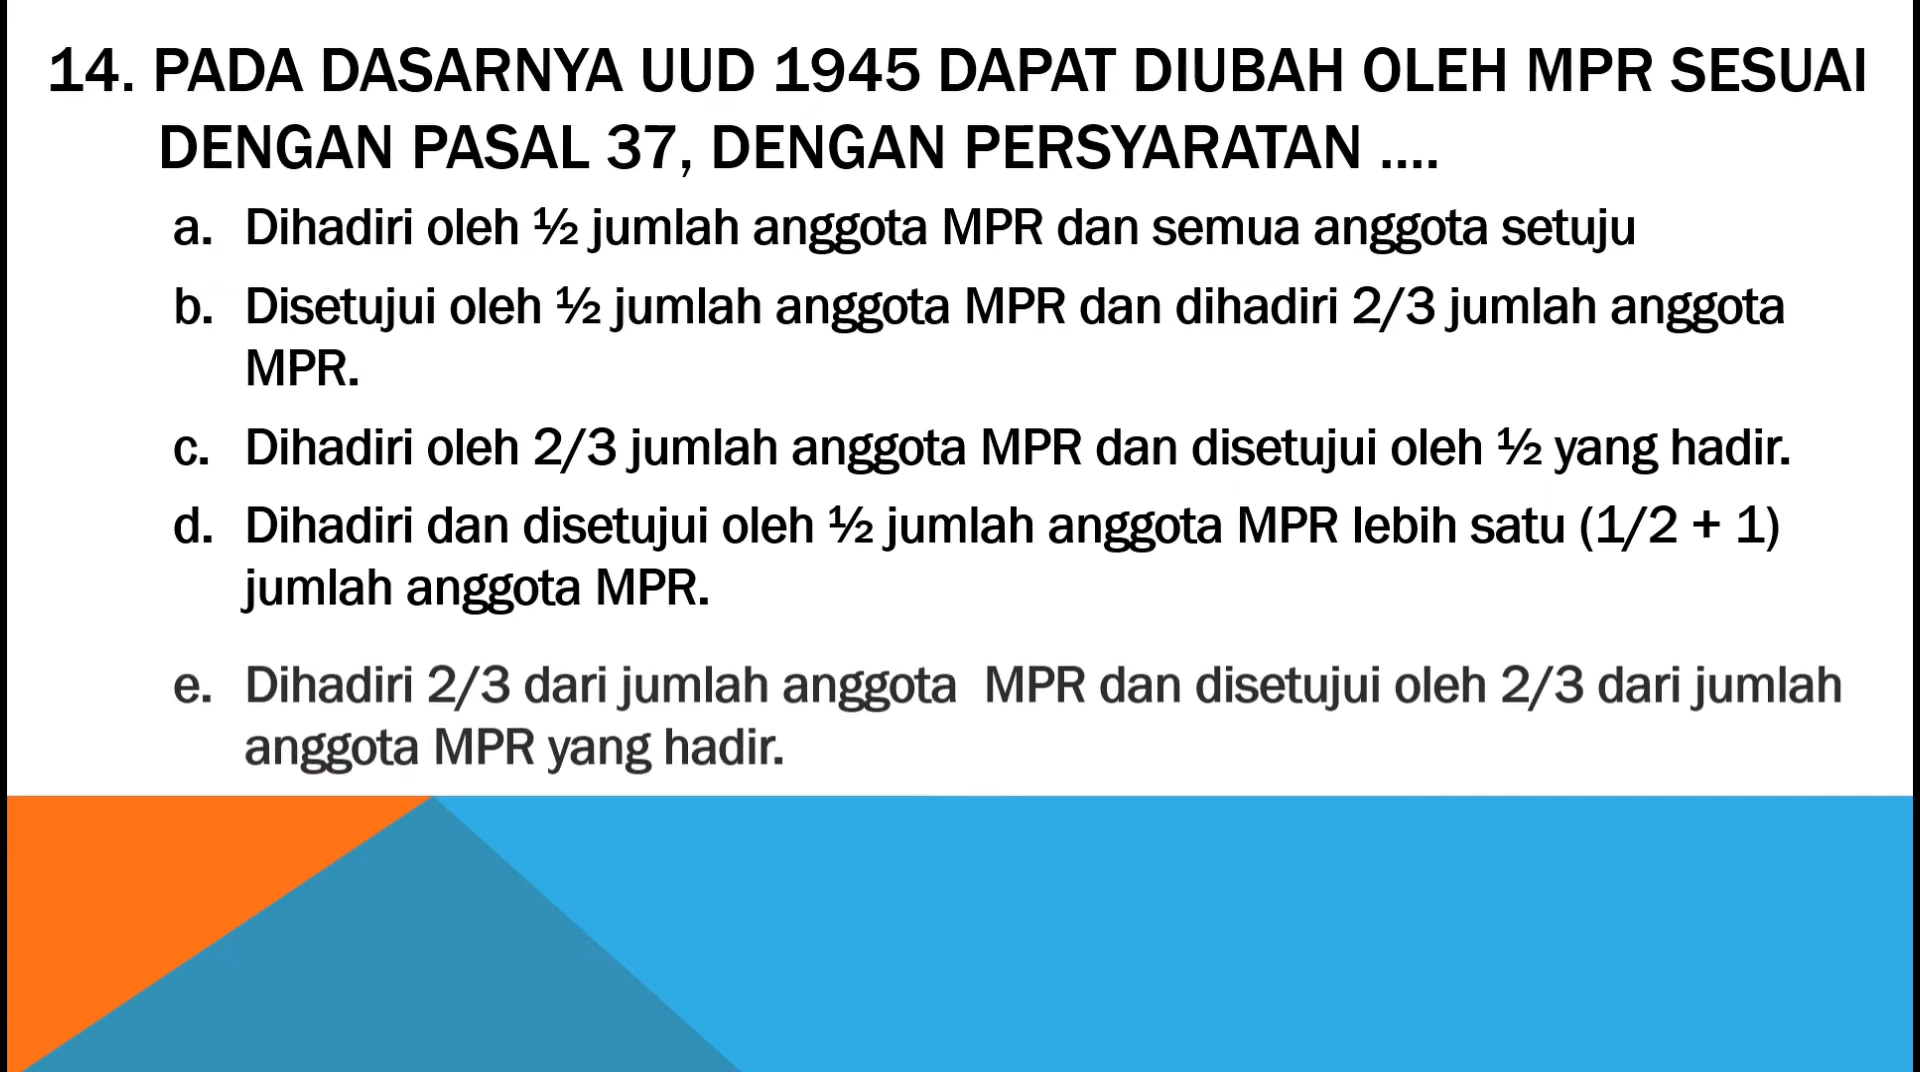 14. PADA DASARNYA UUD 1945 DAPAT DIUBAH OLEH MPR SESUAI
DENGAN PASAL 37, DENGAN PERSYARATAN ....
a. Dihadiri oleh ½ jumlah anggota MPR dan semua anggota setuju
b. Disetujui oleh ½ jumlah anggota MPR dan dihadiri 2/3 jumlah anggota
MPR.
c. Dihadiri oleh 2/3 jumlah anggota MPR dan disetujui oleh ½ yang hadir.
d. Dihadiri dan disetujui oleh ½ jumlah anggota MPR lebih satu (1/2 + 1)
jumlah anggota MPR.
e. Dihadiri 2/3 dari jumlah anggota  MPR dan disetujui oleh 2/3 dari jumlah
anggota MPR yang hadir.